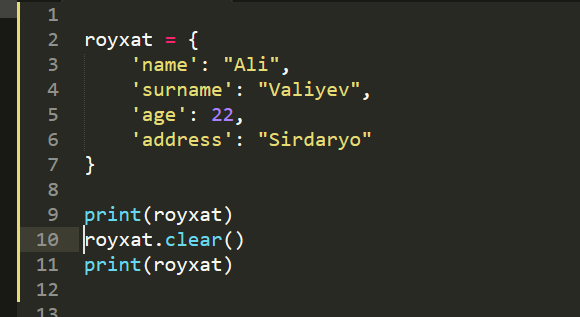 1
2 royxat = {
3 'name': "Ali",
4 'surname': "Valiyev",
5 'age': 22,
6 'address': "Sirdaryo"
7 }
8
9 print(royxat)
10 royxat.clear()
11 print(royxat)
12
13